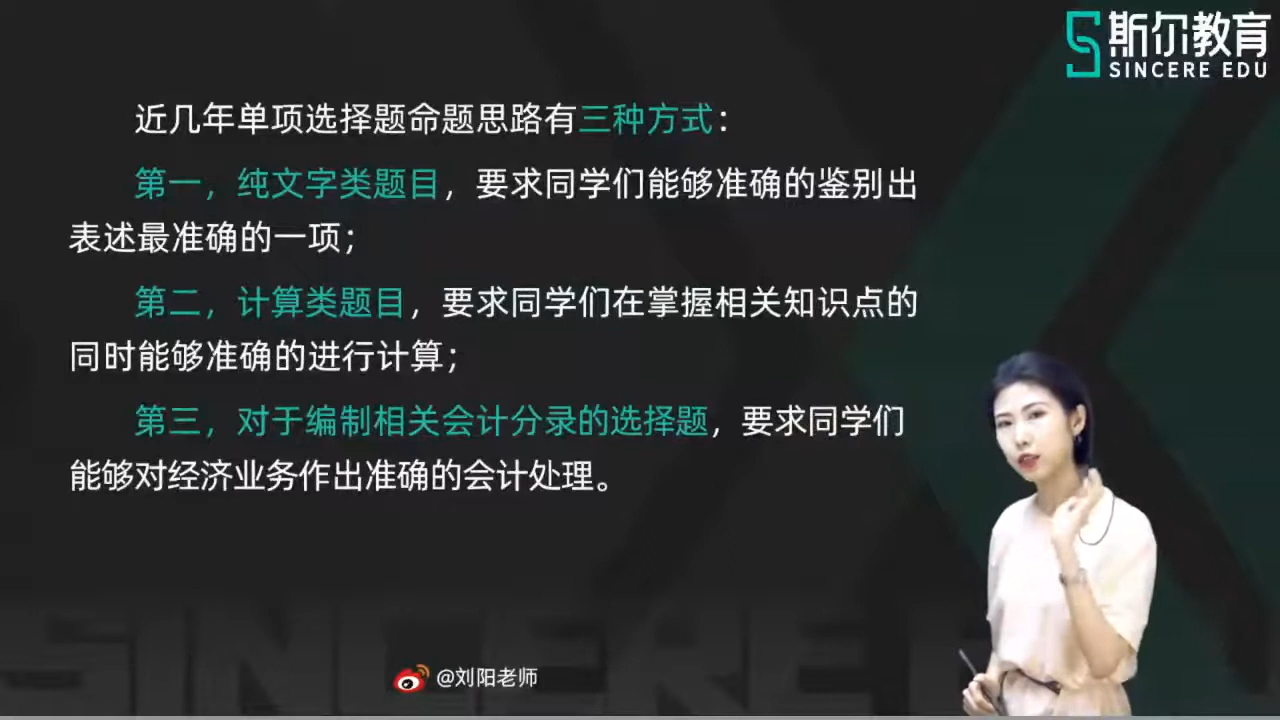 斯尔教育
SINCERE EDU
近几年单项选择题命题思路有三种方式：
第一，纯文字类题目，要求同学们能够准确的鉴别出
表述最准确的一项；
第二，计算类题目，要求同学们在掌握相关知识点的
同时能够准确的进行计算；
第三，对于编制相关会计分录的选择题，要求同学们
能够对经济业务作出准确的会计处理。
SINCERE E
@刘阳老师